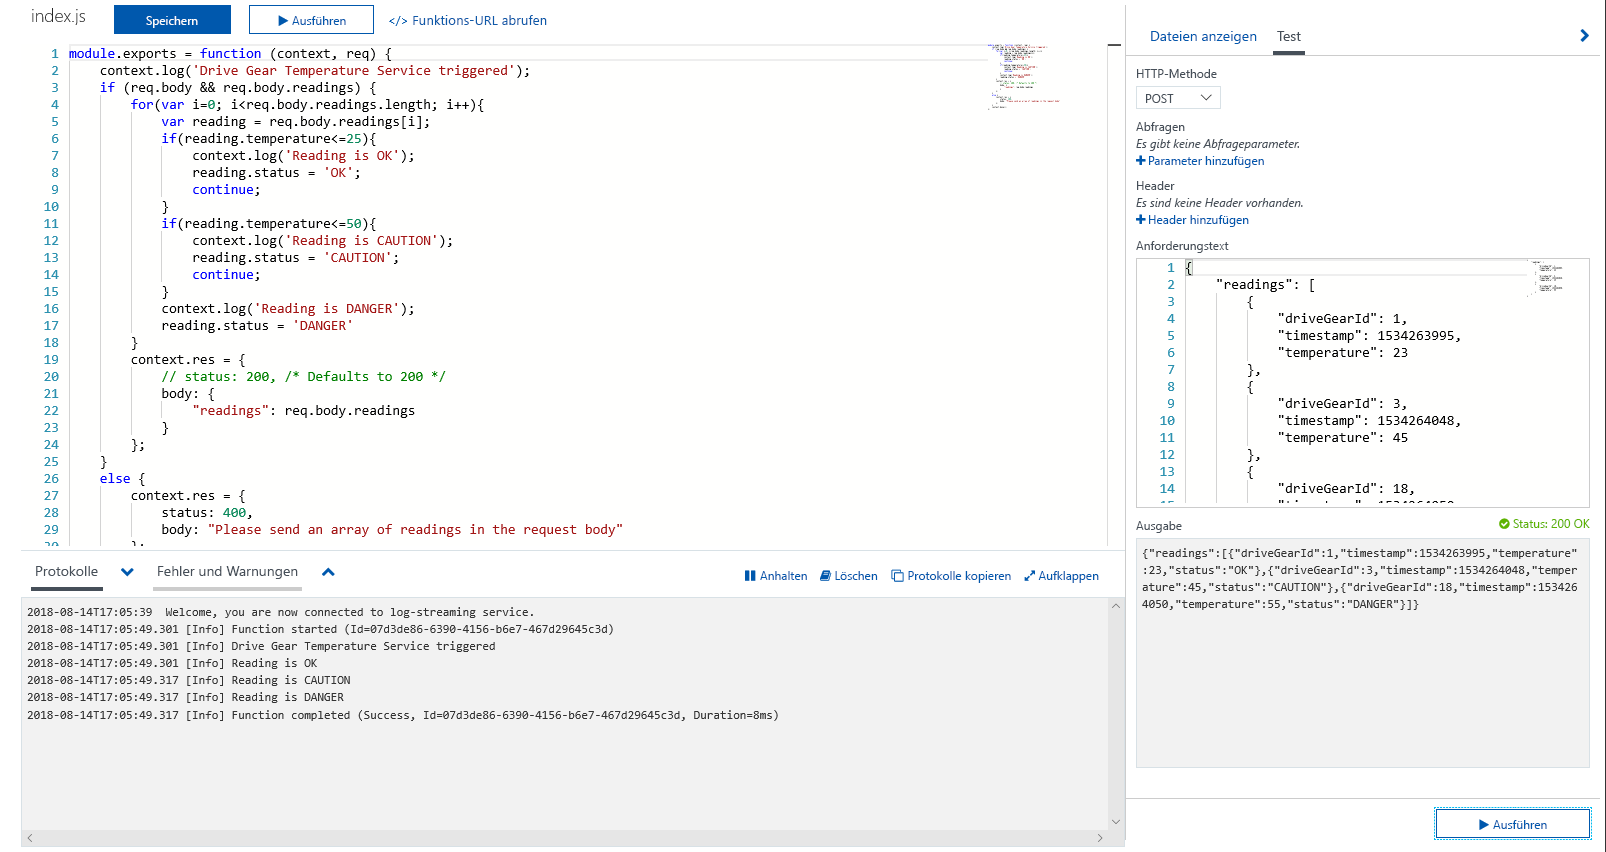 index.js
Speichern
Ausführen
</> Funktions-URL abrufen
1 module.exports = function (context, req) {
2 context.log('Drive Gear Temperature Service triggered');
3 if (req.body && req.body.readings) {
4 for(var i=0; i<req.body.readings.length; i++){
5 var reading = req.body.readings[i];
6 if(reading.temperature<=25){
7 context.log('Reading is OK');
8 reading.status = 'OK';
9 continue;
10 }
11 if(reading.temperature<=50){
12 context.log('Reading is CAUTION');
13 reading.status = 'CAUTION';
14 continue;
15 }
16 context.log('Reading is DANGER');
17 reading.status = 'DANGER'
18 }
19 context.res = {
20 // status: 200, /* Defaults to 200 */
21 body: {
22 "readings": req.body.readings
23 }
24 };
25 }
26 else {
27 context.res = {
28 status: 400,
29 body: "Please send an array of readings in the request body"
Protokolle
Fehler und Warnungen
Anhalten
Löschen
Protokolle kopieren
Aufklappen
2018-08-14T17:05:39  Welcome, you are now connected to log-streaming service.
2018-08-14T17:05:49.301 [Info] Function started (Id=07d3de86-6390-4156-b6e7-467d29645c3d)
2018-08-14T17:05:49.301 [Info] Drive Gear Temperature Service triggered
2018-08-14T17:05:49.301 [Info] Reading is OK
2018-08-14T17:05:49.317 [Info] Reading is CAUTION
2018-08-14T17:05:49.317 [Info] Reading is DANGER
2018-08-14T17:05:49.317 [Info] Function completed (Success, Id=07d3de86-6390-4156-b6e7-467d29645c3d, Duration=8ms)
Dateien anzeigen
Test
HTTP-Methode
POST
Abfragen
Es gibt keine Abfrageparameter.
+ Parameter hinzufügen
Header
Es sind keine Header vorhanden.
+ Header hinzufügen
Anforderungstext
1 {
2 "readings": [
3 {
4 "driveGearId": 1,
5 "timestamp": 1534263995,
6 "temperature": 23
7 },
8 {
9 "driveGearId": 3,
10 "timestamp": 1534264048,
11 "temperature": 45
12 },
13 {
14 "driveGearId": 18,
Ausgabe
Status: 200 OK
{"readings":[{"driveGearId":1,"timestamp":1534263995,"temperature"
:23,"status":"OK"},{"driveGearId":3,"timestamp":1534264048,"temper
ature":45,"status":"CAUTION"},{"driveGearId":18,"timestamp":153426
4050,"temperature":55,"status":"DANGER"}]}
Ausführen